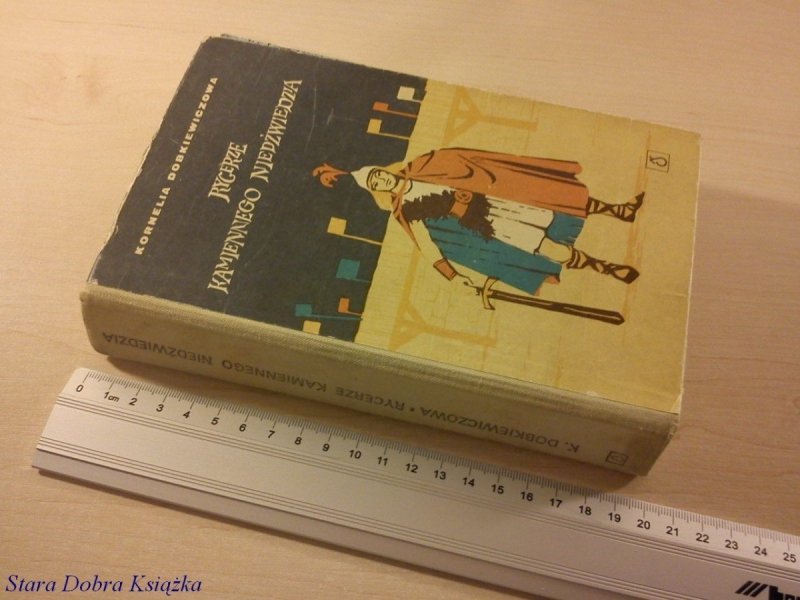 KORNELIA DOBKIEWICZOWA
RYCERZE
KAMIENNEGO NIEDŹWIEDZIA
K. DOBKIEWICZOWA • RYCERZE KAMIENNEGO NIEDŹWIEDZIA
0 1cm 2 3 4 5 6 7 8 9 10 11 12 13 14 15 16 17 18 19 20 21 22 23 24 25
Stara Dobra Książka